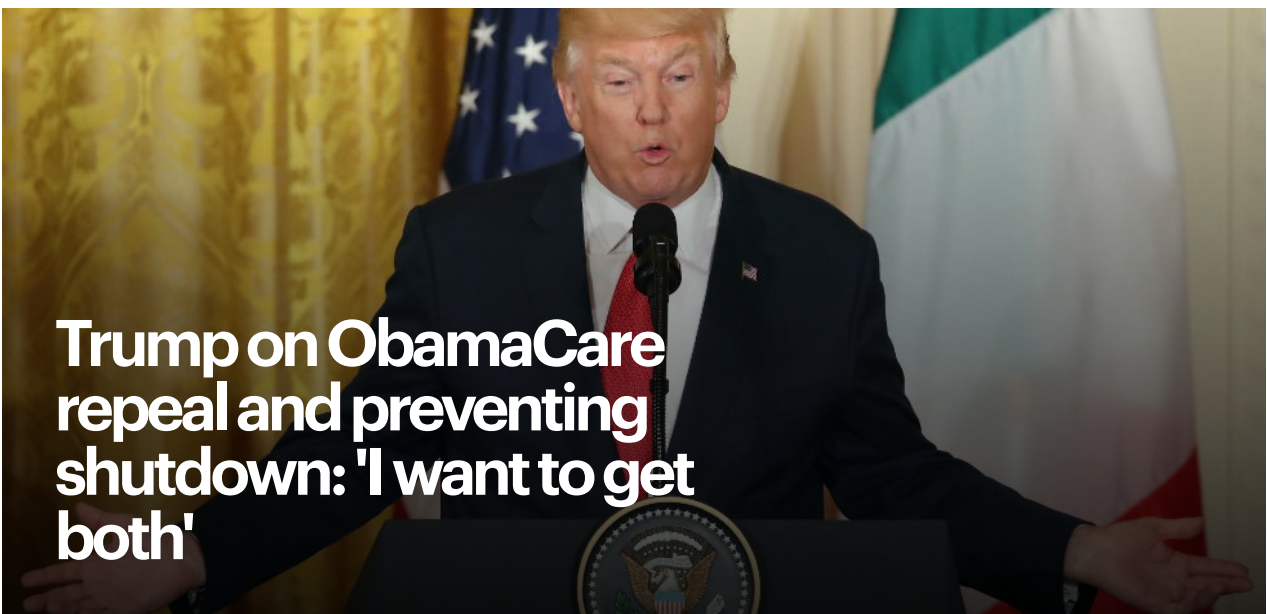 Trump on ObamaCare
repeal and preventing
shutdown: 'I want to get
both'